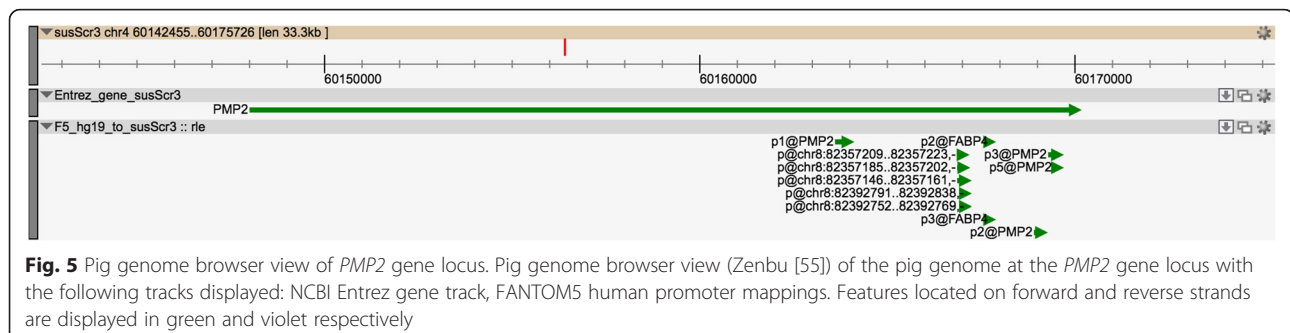 susScr3 chr4 60142455..60175726 [len 33.3kb ]
60150000 60160000 60170000
Entrez_gene_susScr3
PMP2
F5_hg19_to_susScr3 :: rle
p1@PMP2 p2@FABP4
p@chr8:82357209..82357223,- p3@PMP2
p@chr8:82357185..82357202,- p5@PMP2
p@chr8:82357146..82357161,-
p@chr8:82392791..82392838,-
p@chr8:82392752..82392769,-
p3@FABP4
p2@PMP2
Fig. 5 Pig genome browser view of PMP2 gene locus. Pig genome browser view (Zenbu [55]) of the pig genome at the PMP2 gene locus with
the following tracks displayed: NCBI Entrez gene track, FANTOM5 human promoter mappings. Features located on forward and reverse strands
are displayed in green and violet respectively